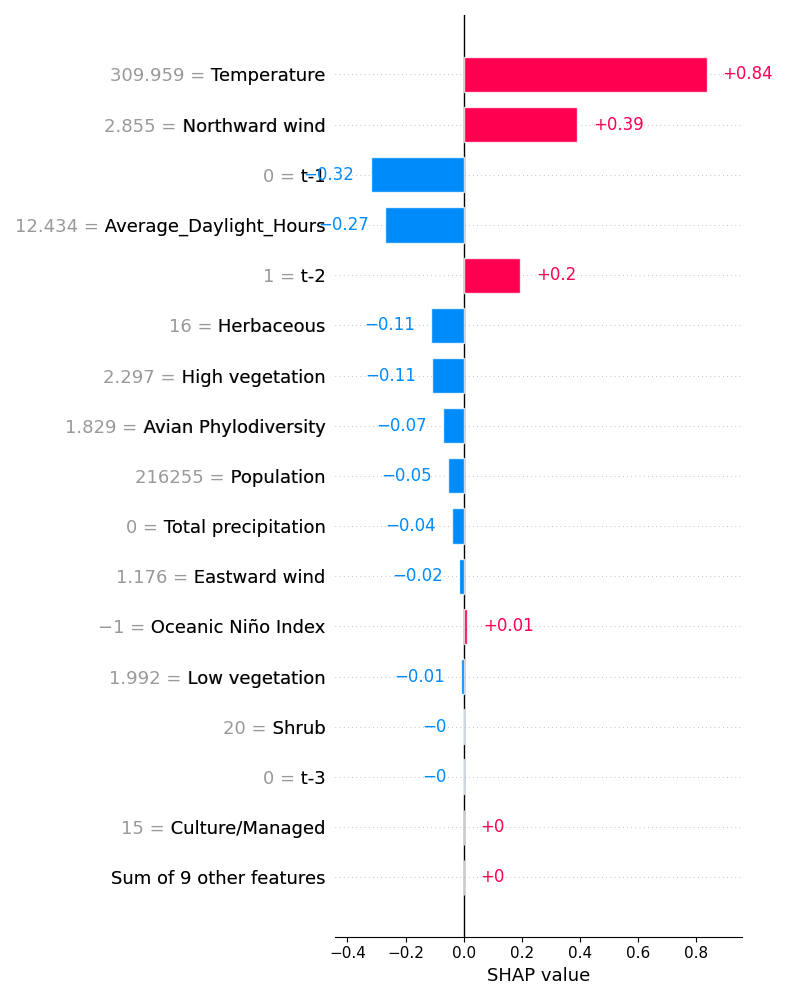 309.959 = Temperature +0.84
2.855 = Northward wind +0.39
0 = t-1 −0.32
12.434 = Average_Daylight_Hours −0.27
1 = t-2 +0.2
16 = Herbaceous −0.11
2.297 = High vegetation −0.11
1.829 = Avian Phylodiversity −0.07
216255 = Population −0.05
0 = Total precipitation −0.04
1.176 = Eastward wind −0.02
−1 = Oceanic Niño Index +0.01
1.992 = Low vegetation −0.01
20 = Shrub −0
0 = t-3 −0
15 = Culture/Managed +0
Sum of 9 other features +0
−0.4 −0.2 0.0 0.2 0.4 0.6 0.8
SHAP value